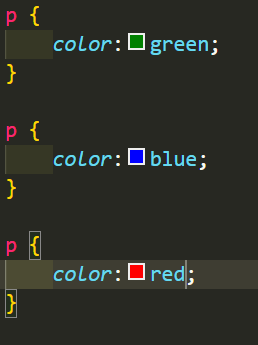 p {
color: green;
}
p {
color: blue;
}
p {
color: red;
}